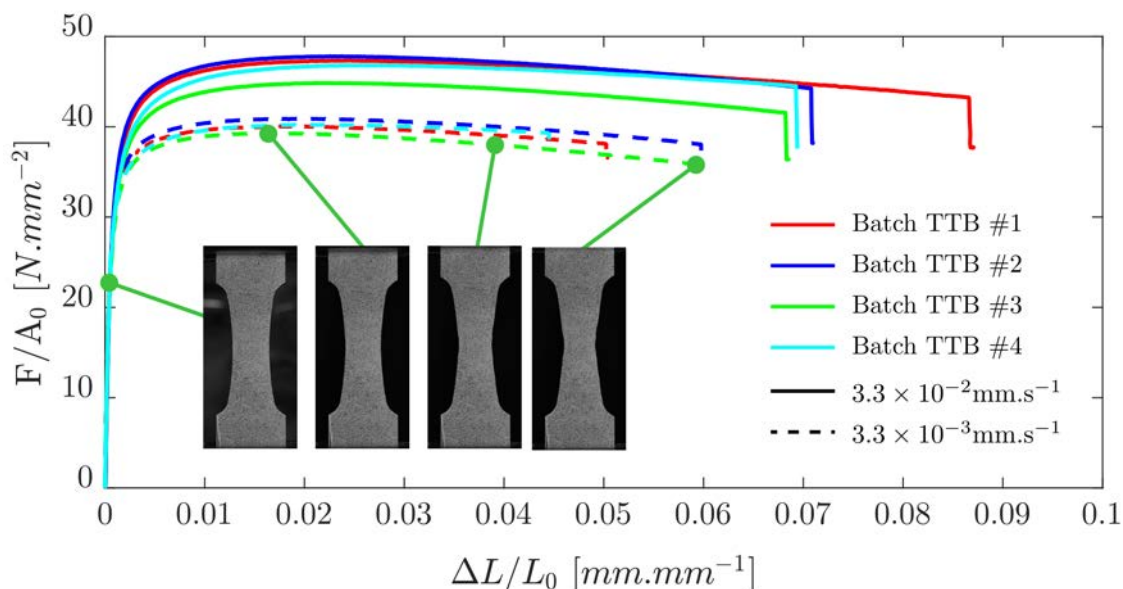 50
40
30
20
10
0
F/A₀ [N.mm⁻²]
Batch TTB #1
Batch TTB #2
Batch TTB #3
Batch TTB #4
3.3 × 10⁻²mm.s⁻¹
3.3 × 10⁻³mm.s⁻¹
0 0.01 0.02 0.03 0.04 0.05 0.06 0.07 0.08 0.09 0.1
ΔL/L₀ [mm.mm⁻¹]